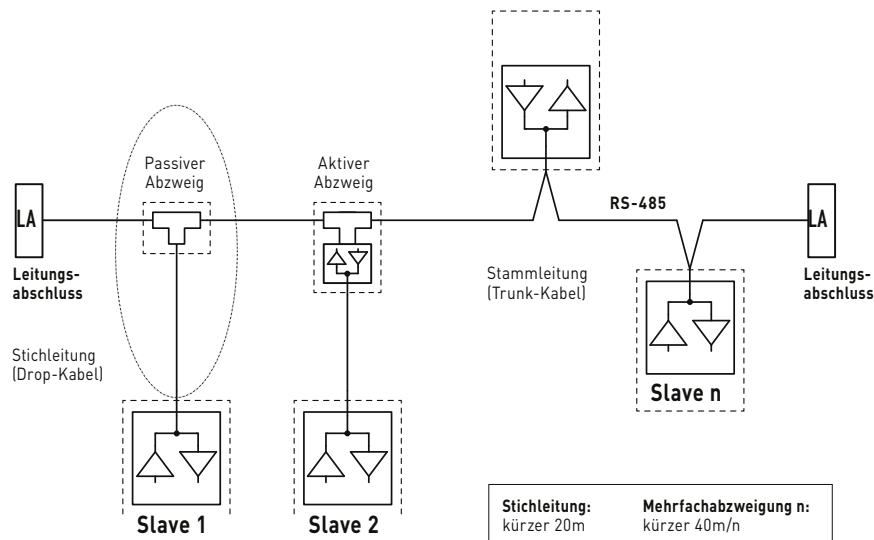 Passiver
Abzweig
Aktiver
Abzweig
LA
RS-485
LA
Leitungs-
abschluss
Stammleitung
(Trunk-Kabel)
Leitungs-
abschluss
Stichleitung
(Drop-Kabel)
Slave n
Slave 1
Slave 2
Stichleitung:
kürzer 20m
Mehrfachabzweigung n:
kürzer 40m/n